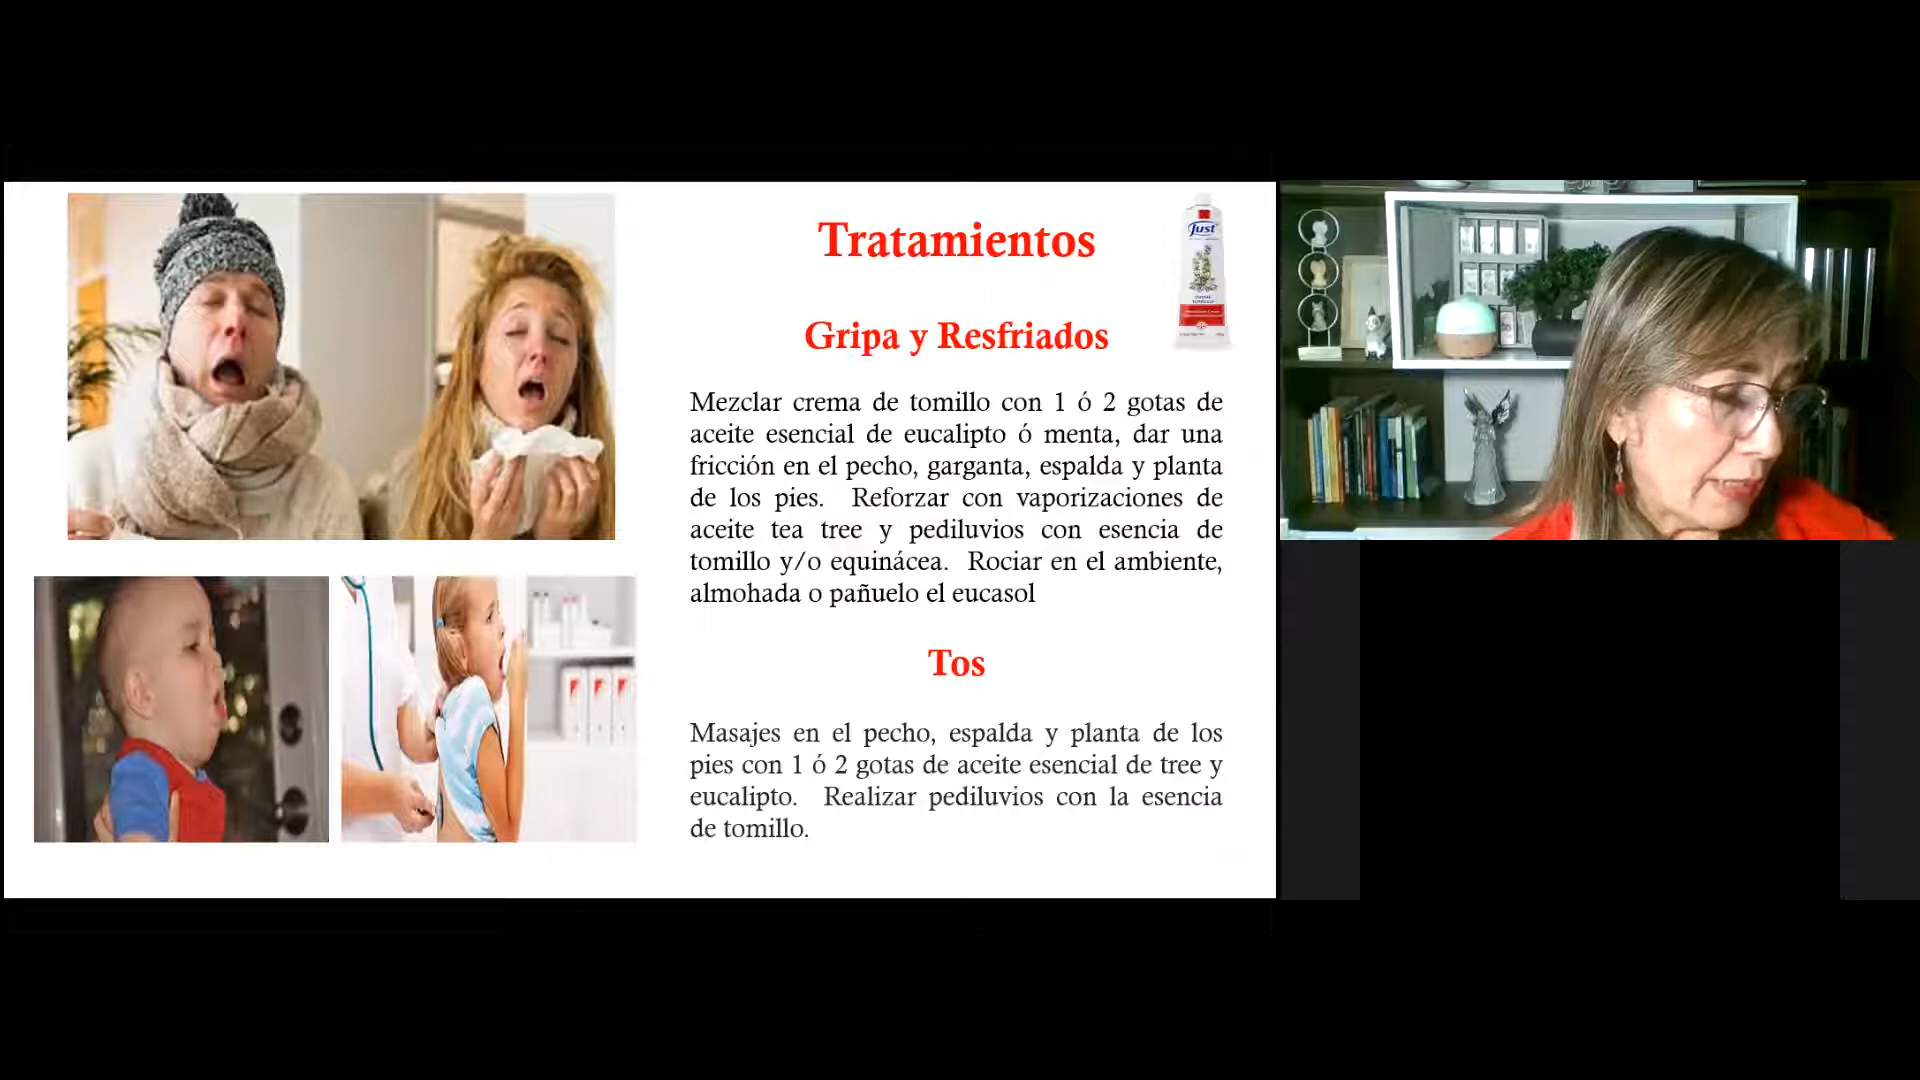 Tratamientos
Just
Gripa y Resfriados
Mezclar crema de tomillo con 1 ó 2 gotas de
aceite esencial de eucalipto ó menta, dar una
fricción en el pecho, garganta, espalda y planta
de los pies. Reforzar con vaporizaciones de
aceite tea tree y pediluvios con esencia de
tomillo y/o equinácea. Rociar en el ambiente,
almohada o pañuelo el eucasol
Tos
Masajes en el pecho, espalda y planta de los
pies con 1 ó 2 gotas de aceite esencial de tree y
eucalipto. Realizar pediluvios con la esencia
de tomillo.